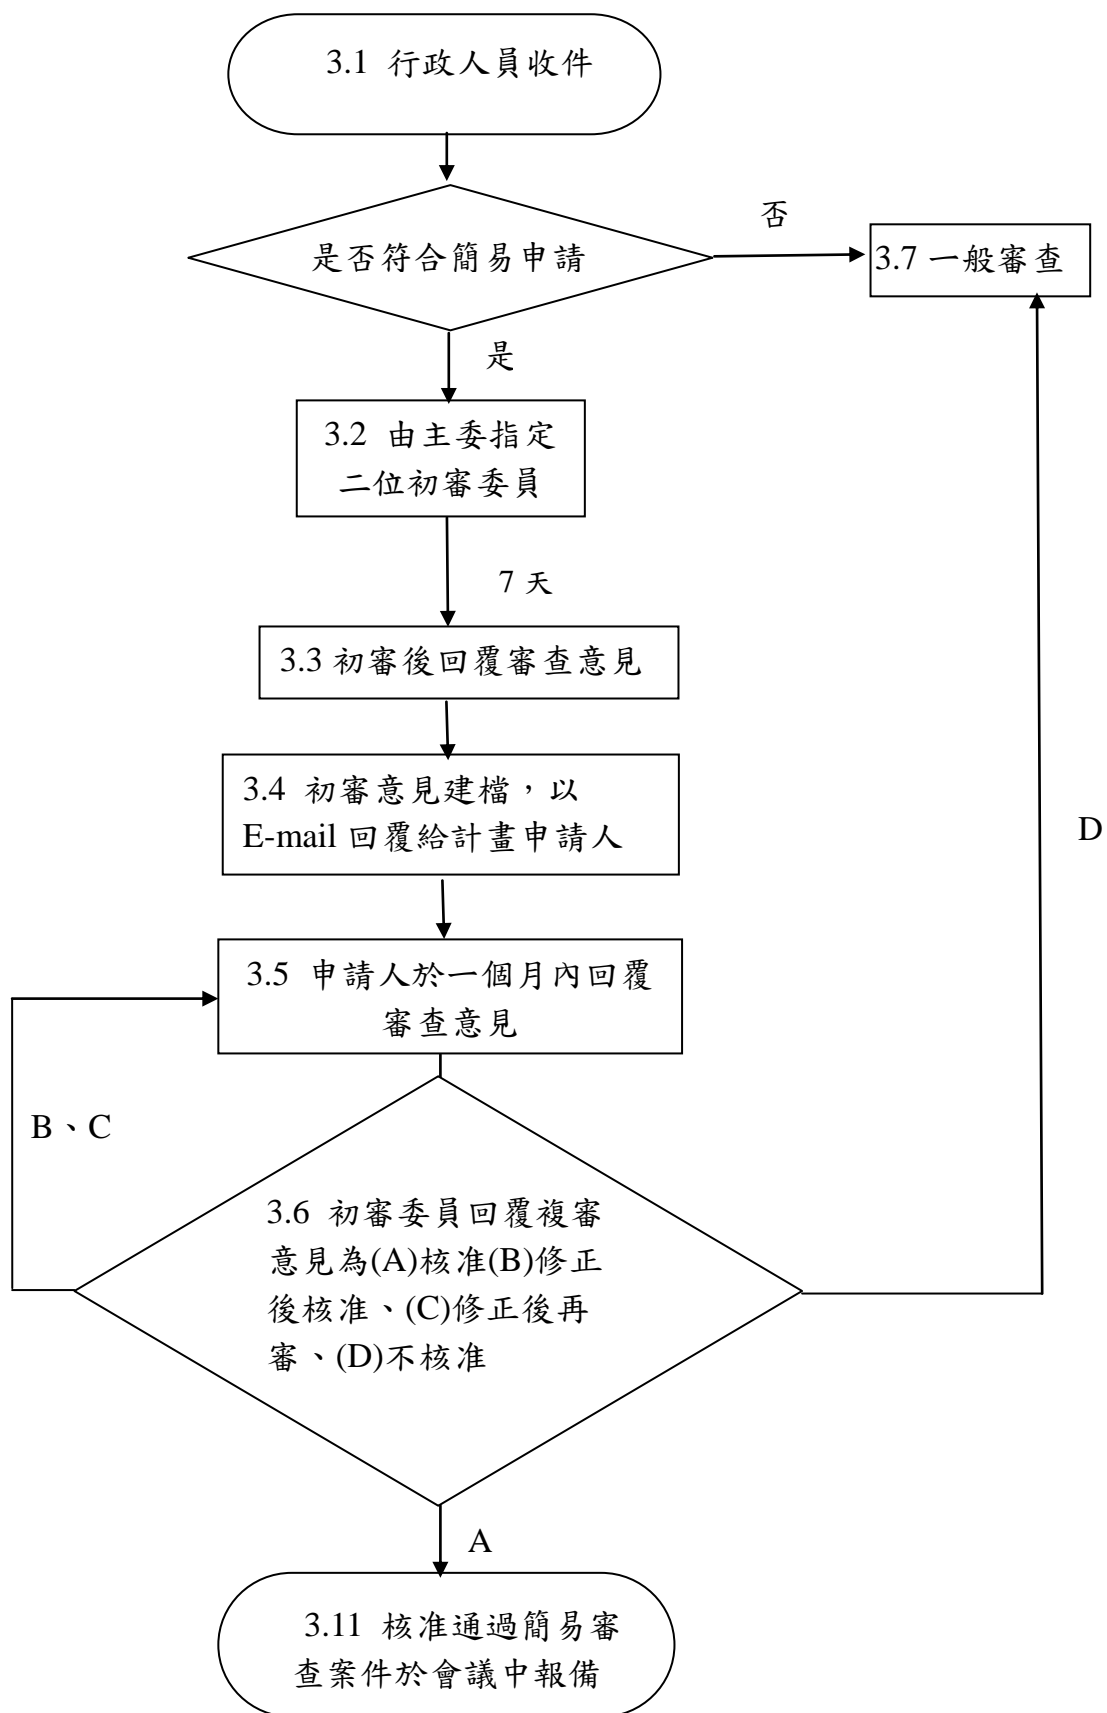 3.1 行政人員收件
否
是否符合簡易申請
3.7 一般審查
是
3.2 由主委指定
二位初審委員
7 天
3.3 初審後回覆審查意見
3.4 初審意見建檔，以
E-mail 回覆給計畫申請人
D
3.5 申請人於一個月內回覆
審查意見
B、C
3.6 初審委員回覆複審
意見為(A)核准(B)修正
後核准、(C)修正後再
審、(D)不核准
A
3.11 核准通過簡易審
查案件於會議中報備